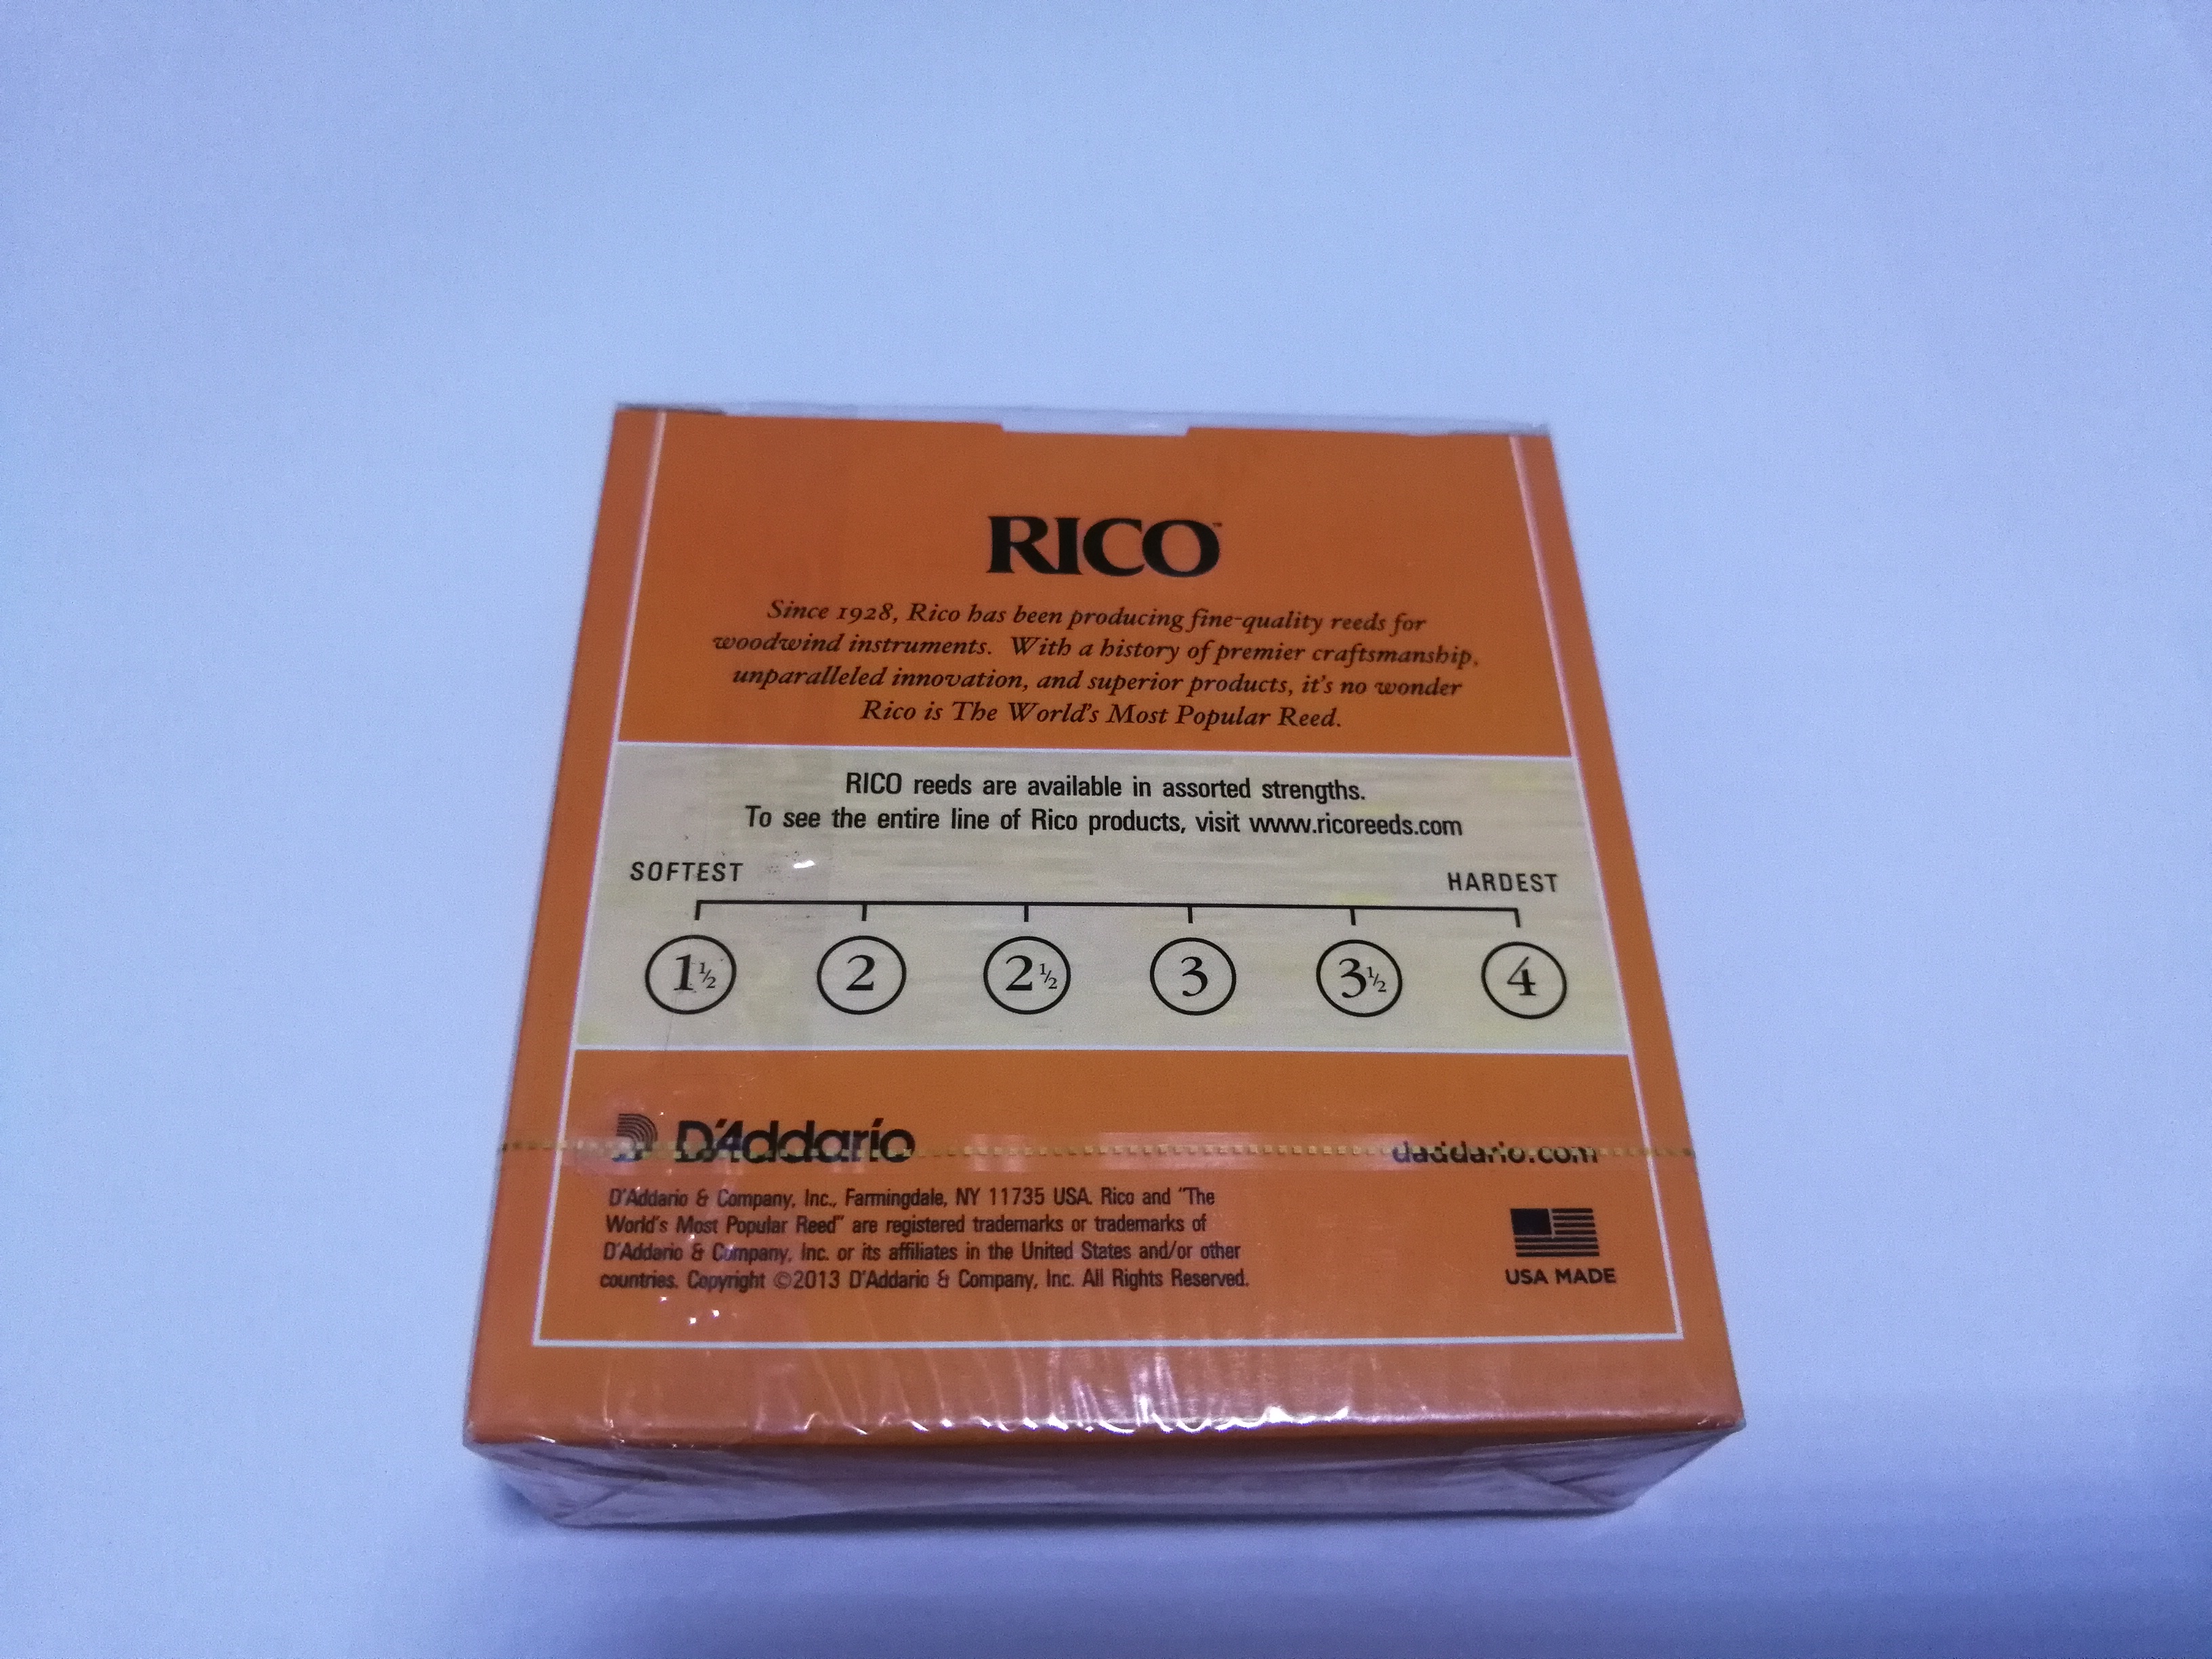 RICO™
Since 1928, Rico has been producing fine-quality reeds for
woodwind instruments. With a history of premier craftsmanship,
unparalleled innovation, and superior products, it's no wonder
Rico is The World's Most Popular Reed.
RICO reeds are available in assorted strengths.
To see the entire line of Rico products, visit www.ricoreeds.com
SOFTEST HARDEST
1½ 2 2½ 3 3½ 4
D'Addario daddario.com
D'Addario & Company, Inc., Farmingdale, NY 11735 USA. Rico and "The
World's Most Popular Reed" are registered trademarks or trademarks of
D'Addario & Company, Inc. or its affiliates in the United States and/or other
countries. Copyright ©2013 D'Addario & Company, Inc. All Rights Reserved.
USA MADE